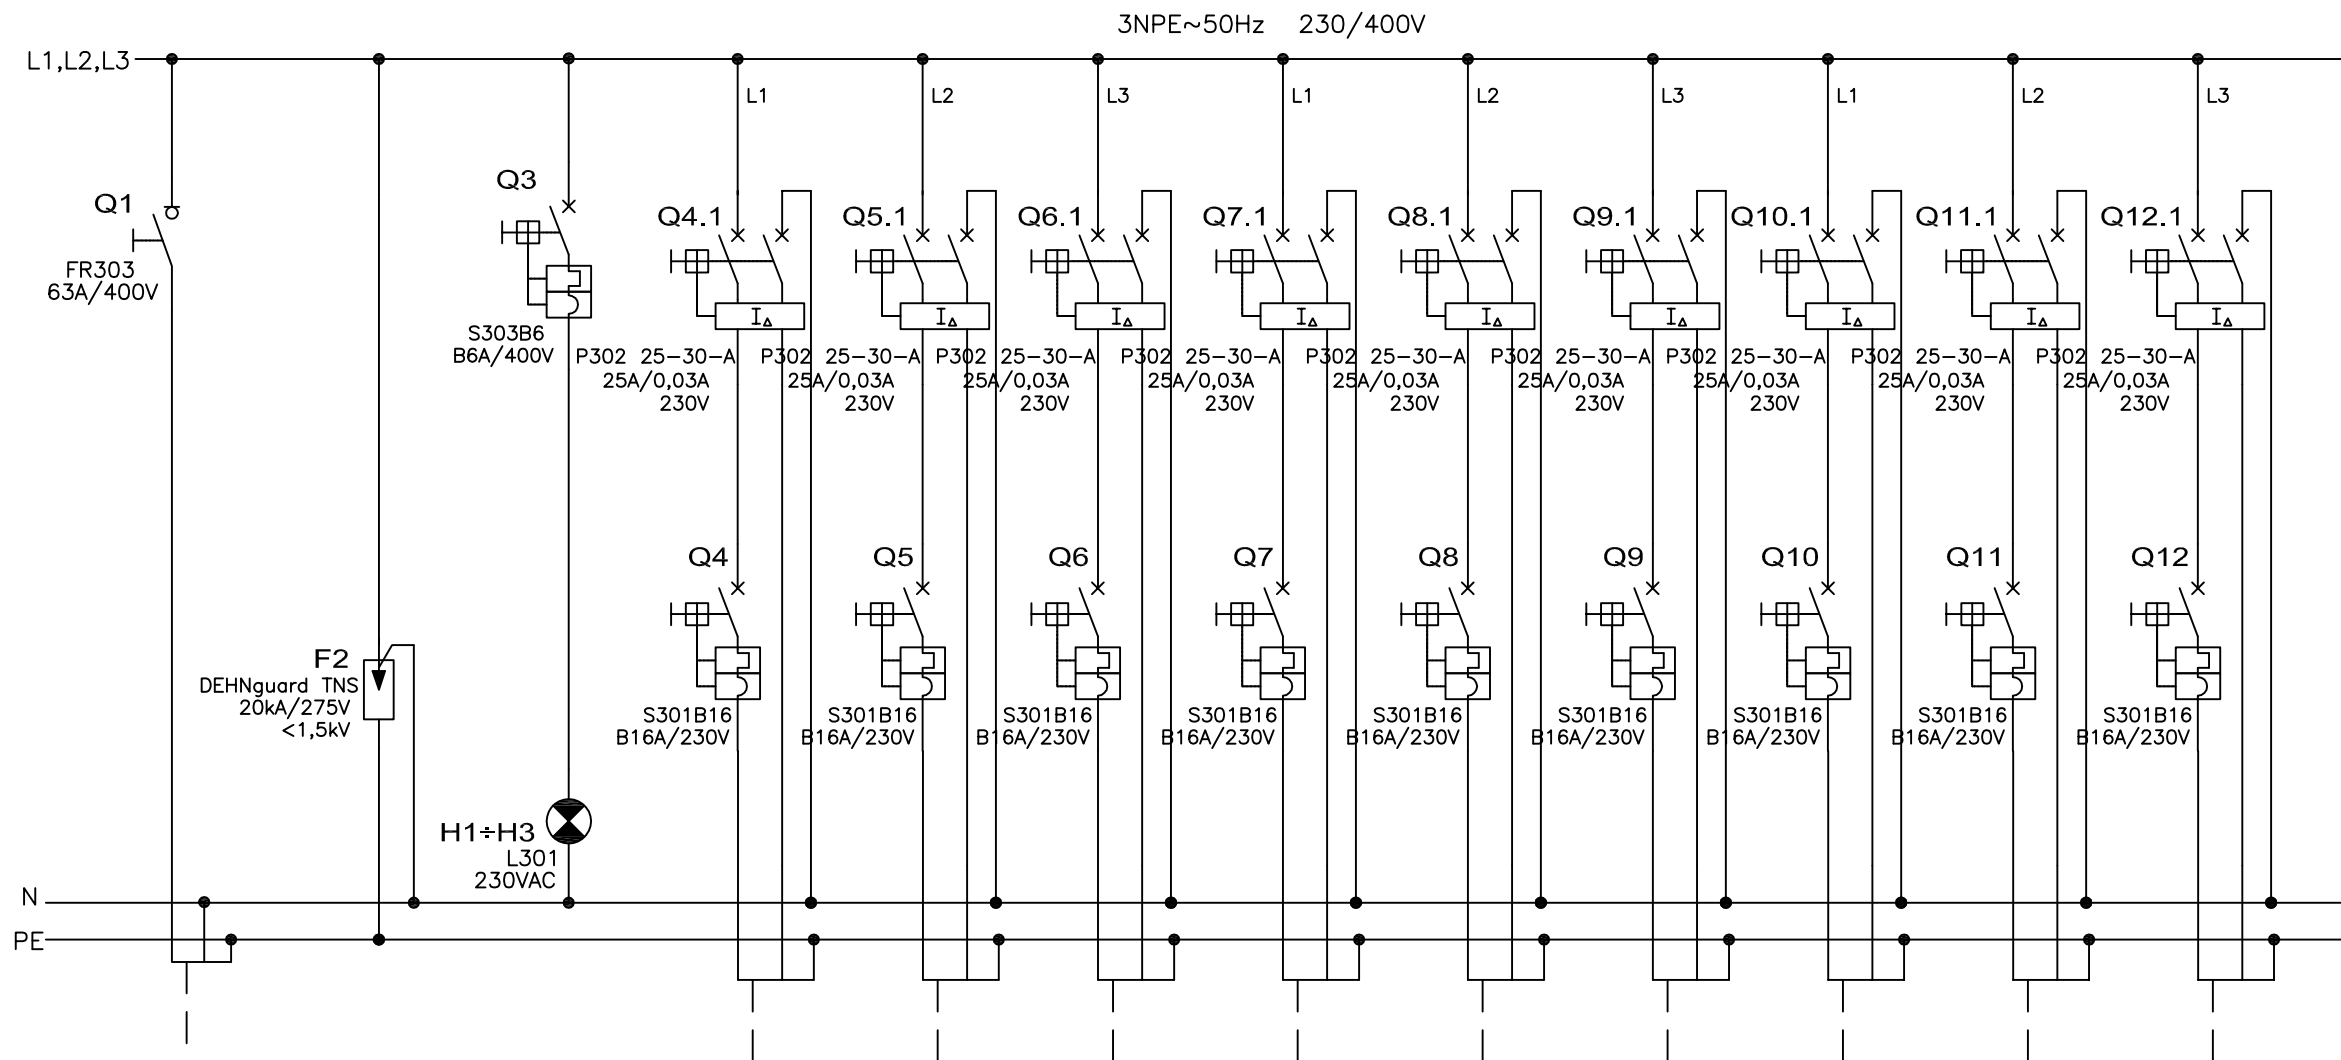 3NPE~50Hz 230/400V
L1,L2,L3
L1 L2 L3 L1 L2 L3 L1 L2 L3
Q1
FR303
63A/400V
Q3
S303B6
B6A/400V
Q4.1 Q5.1 Q6.1 Q7.1 Q8.1 Q9.1 Q10.1 Q11.1 Q12.1
I△ I△ I△ I△ I△ I△ I△ I△ I△
P302 25-30-A P302 25-30-A P302 25-30-A P302 25-30-A P302 25-30-A P302 25-30-A P302 25-30-A P302 25-30-A P302 25-30-A
25A/0,03A 25A/0,03A 25A/0,03A 25A/0,03A 25A/0,03A 25A/0,03A 25A/0,03A 25A/0,03A 25A/0,03A
230V 230V 230V 230V 230V 230V 230V 230V 230V
Q4 Q5 Q6 Q7 Q8 Q9 Q10 Q11 Q12
S301B16 S301B16 S301B16 S301B16 S301B16 S301B16 S301B16 S301B16 S301B16
B16A/230V B16A/230V B16A/230V B16A/230V B16A/230V B16A/230V B16A/230V B16A/230V B16A/230V
F2
DEHNguard TNS
20kA/275V
<1,5kV
H1÷H3
L301
230VAC
N
PE